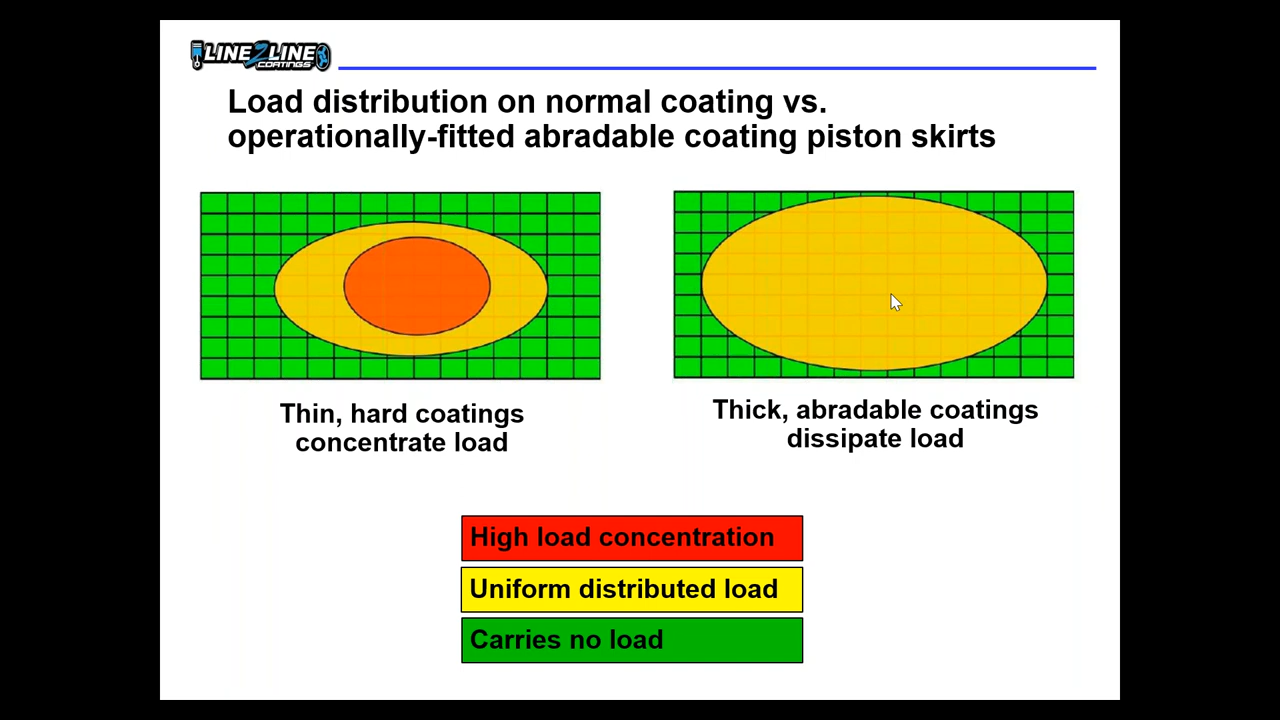 LINE2LINE
COATINGS
Load distribution on normal coating vs.
operationally-fitted abradable coating piston skirts
Thin, hard coatings
concentrate load
Thick, abradable coatings
dissipate load
High load concentration
Uniform distributed load
Carries no load